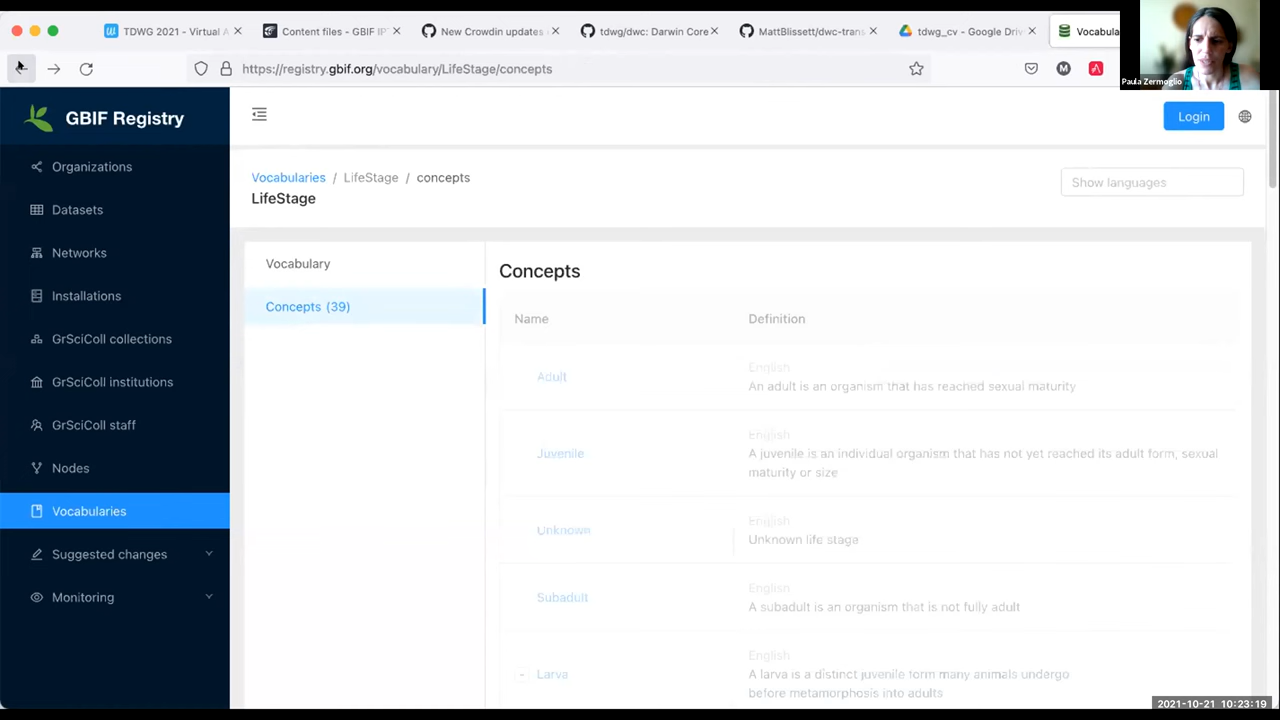 TDWG 2021 - Virtual A
Content files - GBIF IPT
New Crowdin updates
tdwg/dwc: Darwin Core
MattBlissett/dwc-trans
tdwg_cv - Google Driv
Vocabula
https://registry.gbif.org/vocabulary/LifeStage/concepts
Paula Zermoglio
GBIF Registry
Login
Organizations
Datasets
Networks
Installations
GrSciColl collections
GrSciColl institutions
GrSciColl staff
Nodes
Vocabularies
Suggested changes
Monitoring
Vocabularies / LifeStage / concepts
LifeStage
Show languages
Vocabulary
Concepts (39)
Concepts
Name Definition
English
Adult An adult is an organism that has reached sexual maturity
English
Juvenile A juvenile is an individual organism that has not yet reached its adult form, sexual
maturity or size
English
Unknown Unknown life stage
English
Subadult A subadult is an organism that is not fully adult
English
- Larva A larva is a distinct juvenile form many animals undergo
before metamorphosis into adults
2021-10-21 10:23:19